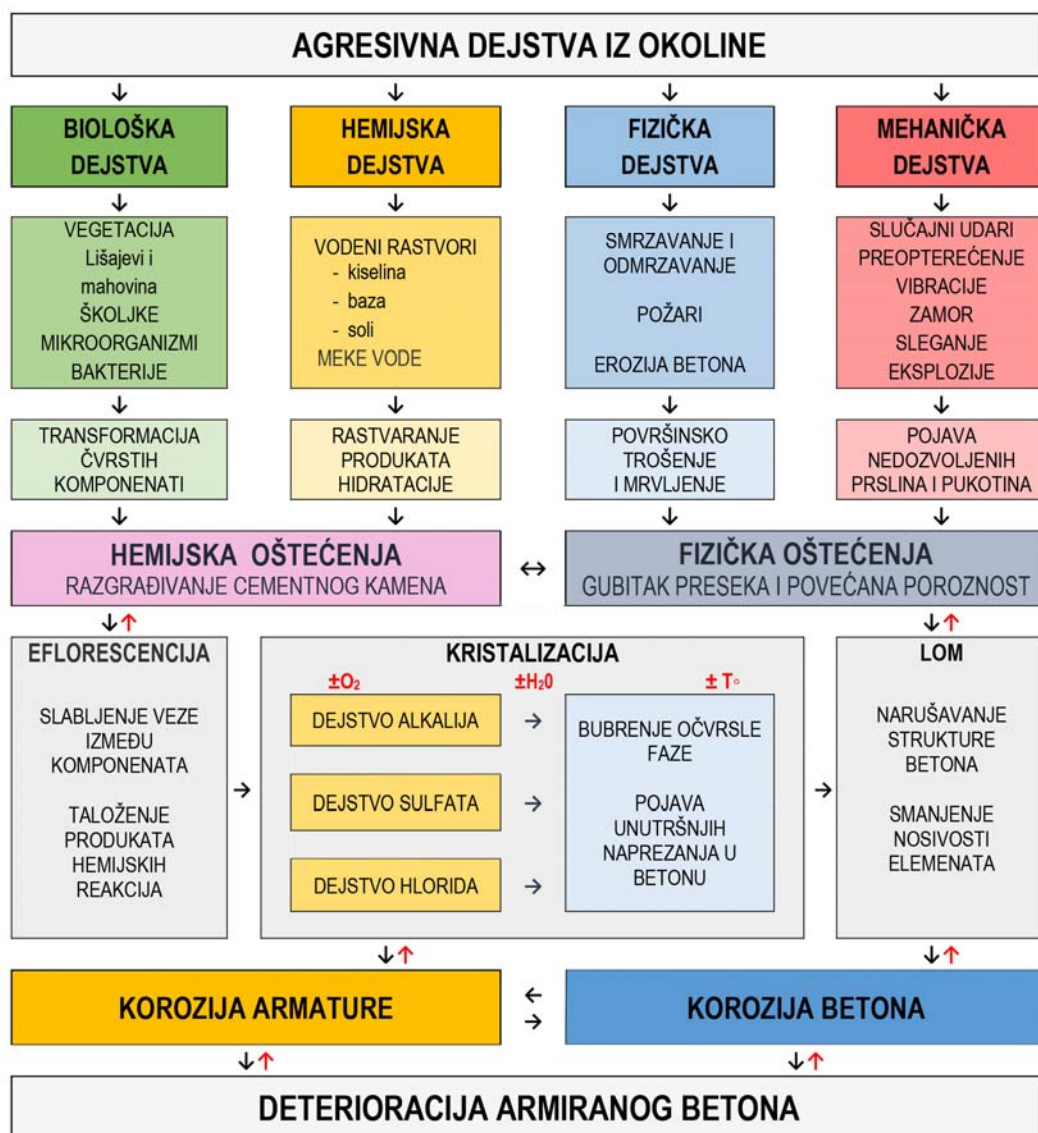 AGRESIVNA DEJSTVA IZ OKOLINE
↓ ↓ ↓ ↓
BIOLOŠKA
DEJSTVA
HEMIJSKA
DEJSTVA
FIZIČKA
DEJSTVA
MEHANIČKA
DEJSTVA
↓ ↓ ↓ ↓
VEGETACIJA
Lišajevi i
mahovina
ŠKOLJKE
MIKROORGANIZMI
BAKTERIJE
VODENI RASTVORI
- kiselina
- baza
- soli
MEKE VODE
SMRZAVANJE I
ODMRZAVANJE
POŽARI
EROZIJA BETONA
SLUČAJNI UDARI
PREOPTEREĆENJE
VIBRACIJE
ZAMOR
SLEGANJE
EKSPLOZIJE
↓ ↓ ↓ ↓
TRANSFORMACIJA
ČVRSTIH
KOMPONENATI
RASTVARANJE
PRODUKATA
HIDRATACIJE
POVRŠINSKO
TROŠENJE
I MRVLJENJE
POJAVA
NEDOZVOLJENIH
PRSLINA I PUKOTINA
↓ ↓ ↓ ↓
HEMIJSKA OŠTEĆENJA
RAZGRAĐIVANJE CEMENTNOG KAMENA
↔
FIZIČKA OŠTEĆENJA
GUBITAK PRESEKA I POVEĆANA POROZNOST
↓↑ ↓↑
EFLORESCENCIJA
SLABLJENJE VEZE
IZMEĐU
KOMPONENATA
TALOŽENJE
PRODUKATA
HEMIJSKIH
REAKCIJA
→
KRISTALIZACIJA
±O₂ ±H₂0 ± T°
DEJSTVO ALKALIJA →
DEJSTVO SULFATA →
DEJSTVO HLORIDA →
BUBRENJE OČVRSLE
FAZE
POJAVA
UNUTRŠNJIH
NAPREZANJA U
BETONU
→
LOM
NARUŠAVANJE
STRUKTURE
BETONA
SMANJENJE
NOSIVOSTI
ELEMENATA
↓↑ ↓↑
KOROZIJA ARMATURE
←
→
KOROZIJA BETONA
↓↑ ↓↑
DETERIORACIJA ARMIRANOG BETONA